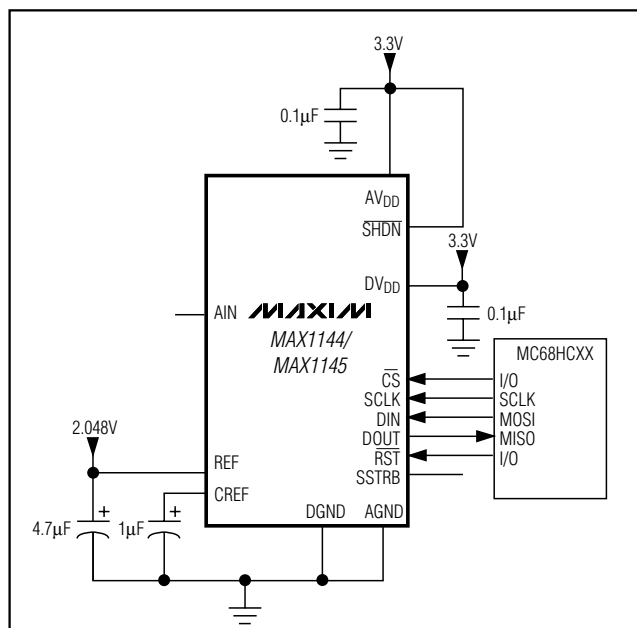 3.3V
0.1µF
AVDD
SHDN
3.3V
DVDD
0.1µF
AIN
MAXIM
MAX1144/
MAX1145
MC68HCXX
CS
I/O
SCLK
SCLK
DIN
MOSI
DOUT
MISO
RST
I/O
SSTRB
2.048V
REF
CREF
4.7µF
+
1µF
+
DGND
AGND